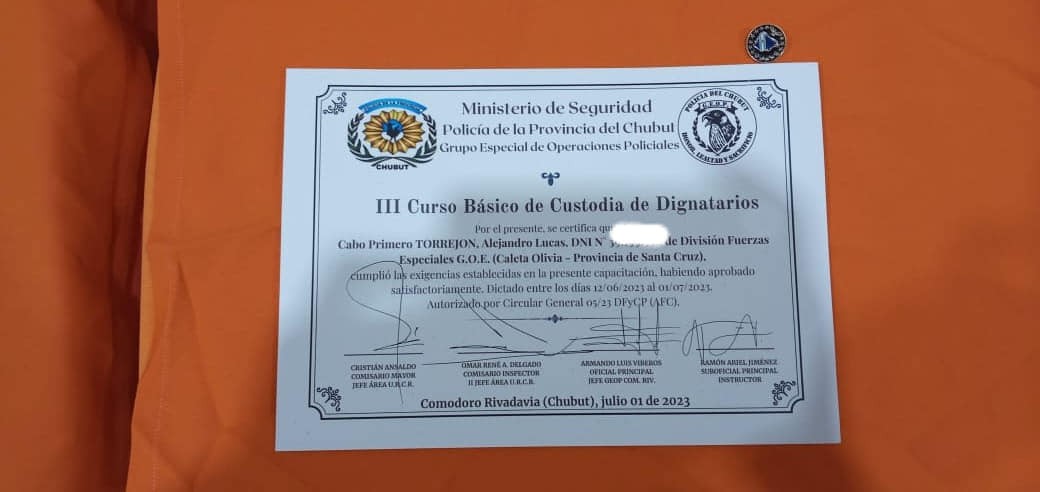 Ministerio de Seguridad
Policía de la Provincia del Chubut
Grupo Especial de Operaciones Policiales
CHUBUT
POLICIA DEL CHUBUT
G.E.O.P.
HONOR, LEALTAD Y SACRIFICIO
III Curso Básico de Custodia de Dignatarios
Por el presente, se certifica que
Cabo Primero TORREJON, Alejandro Lucas, DNI N° de División Fuerzas
Especiales G.O.E. (Caleta Olivia - Provincia de Santa Cruz).
cumplió las exigencias establecidas en la presente capacitación, habiendo aprobado
satisfactoriamente. Dictado entre los días 12/06/2023 al 01/07/2023.
Autorizado por Circular General 05/23 DFyCP (AFC).
CRISTIÁN ANSALDO
COMISARIO MAYOR
JEFE ÁREA U.R.C.R.
OMAR RENÉ A. DELGADO
COMISARIO INSPECTOR
II JEFE ÁREA U.R.C.R.
ARMANDO LUIS VIBEROS
OFICIAL PRINCIPAL
JEFE GEOP COM. RIV.
RAMÓN ARIEL JIMÉNEZ
SUBOFICIAL PRINCIPAL
INSTRUCTOR
Comodoro Rivadavia (Chubut), julio 01 de 2023